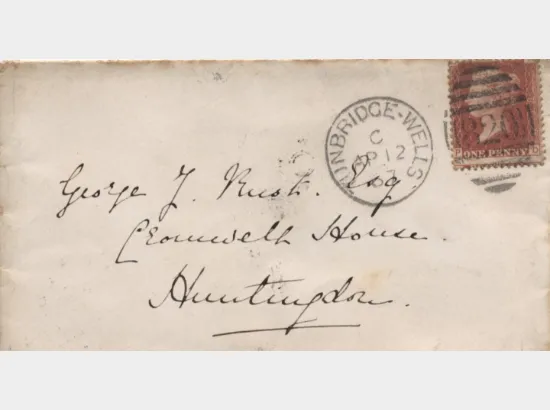 TUNBRIDGE-WELLS
C
AP 12
ONE PENNY
George J. Rust. Esq
Cromwell House.
Huntingdon.